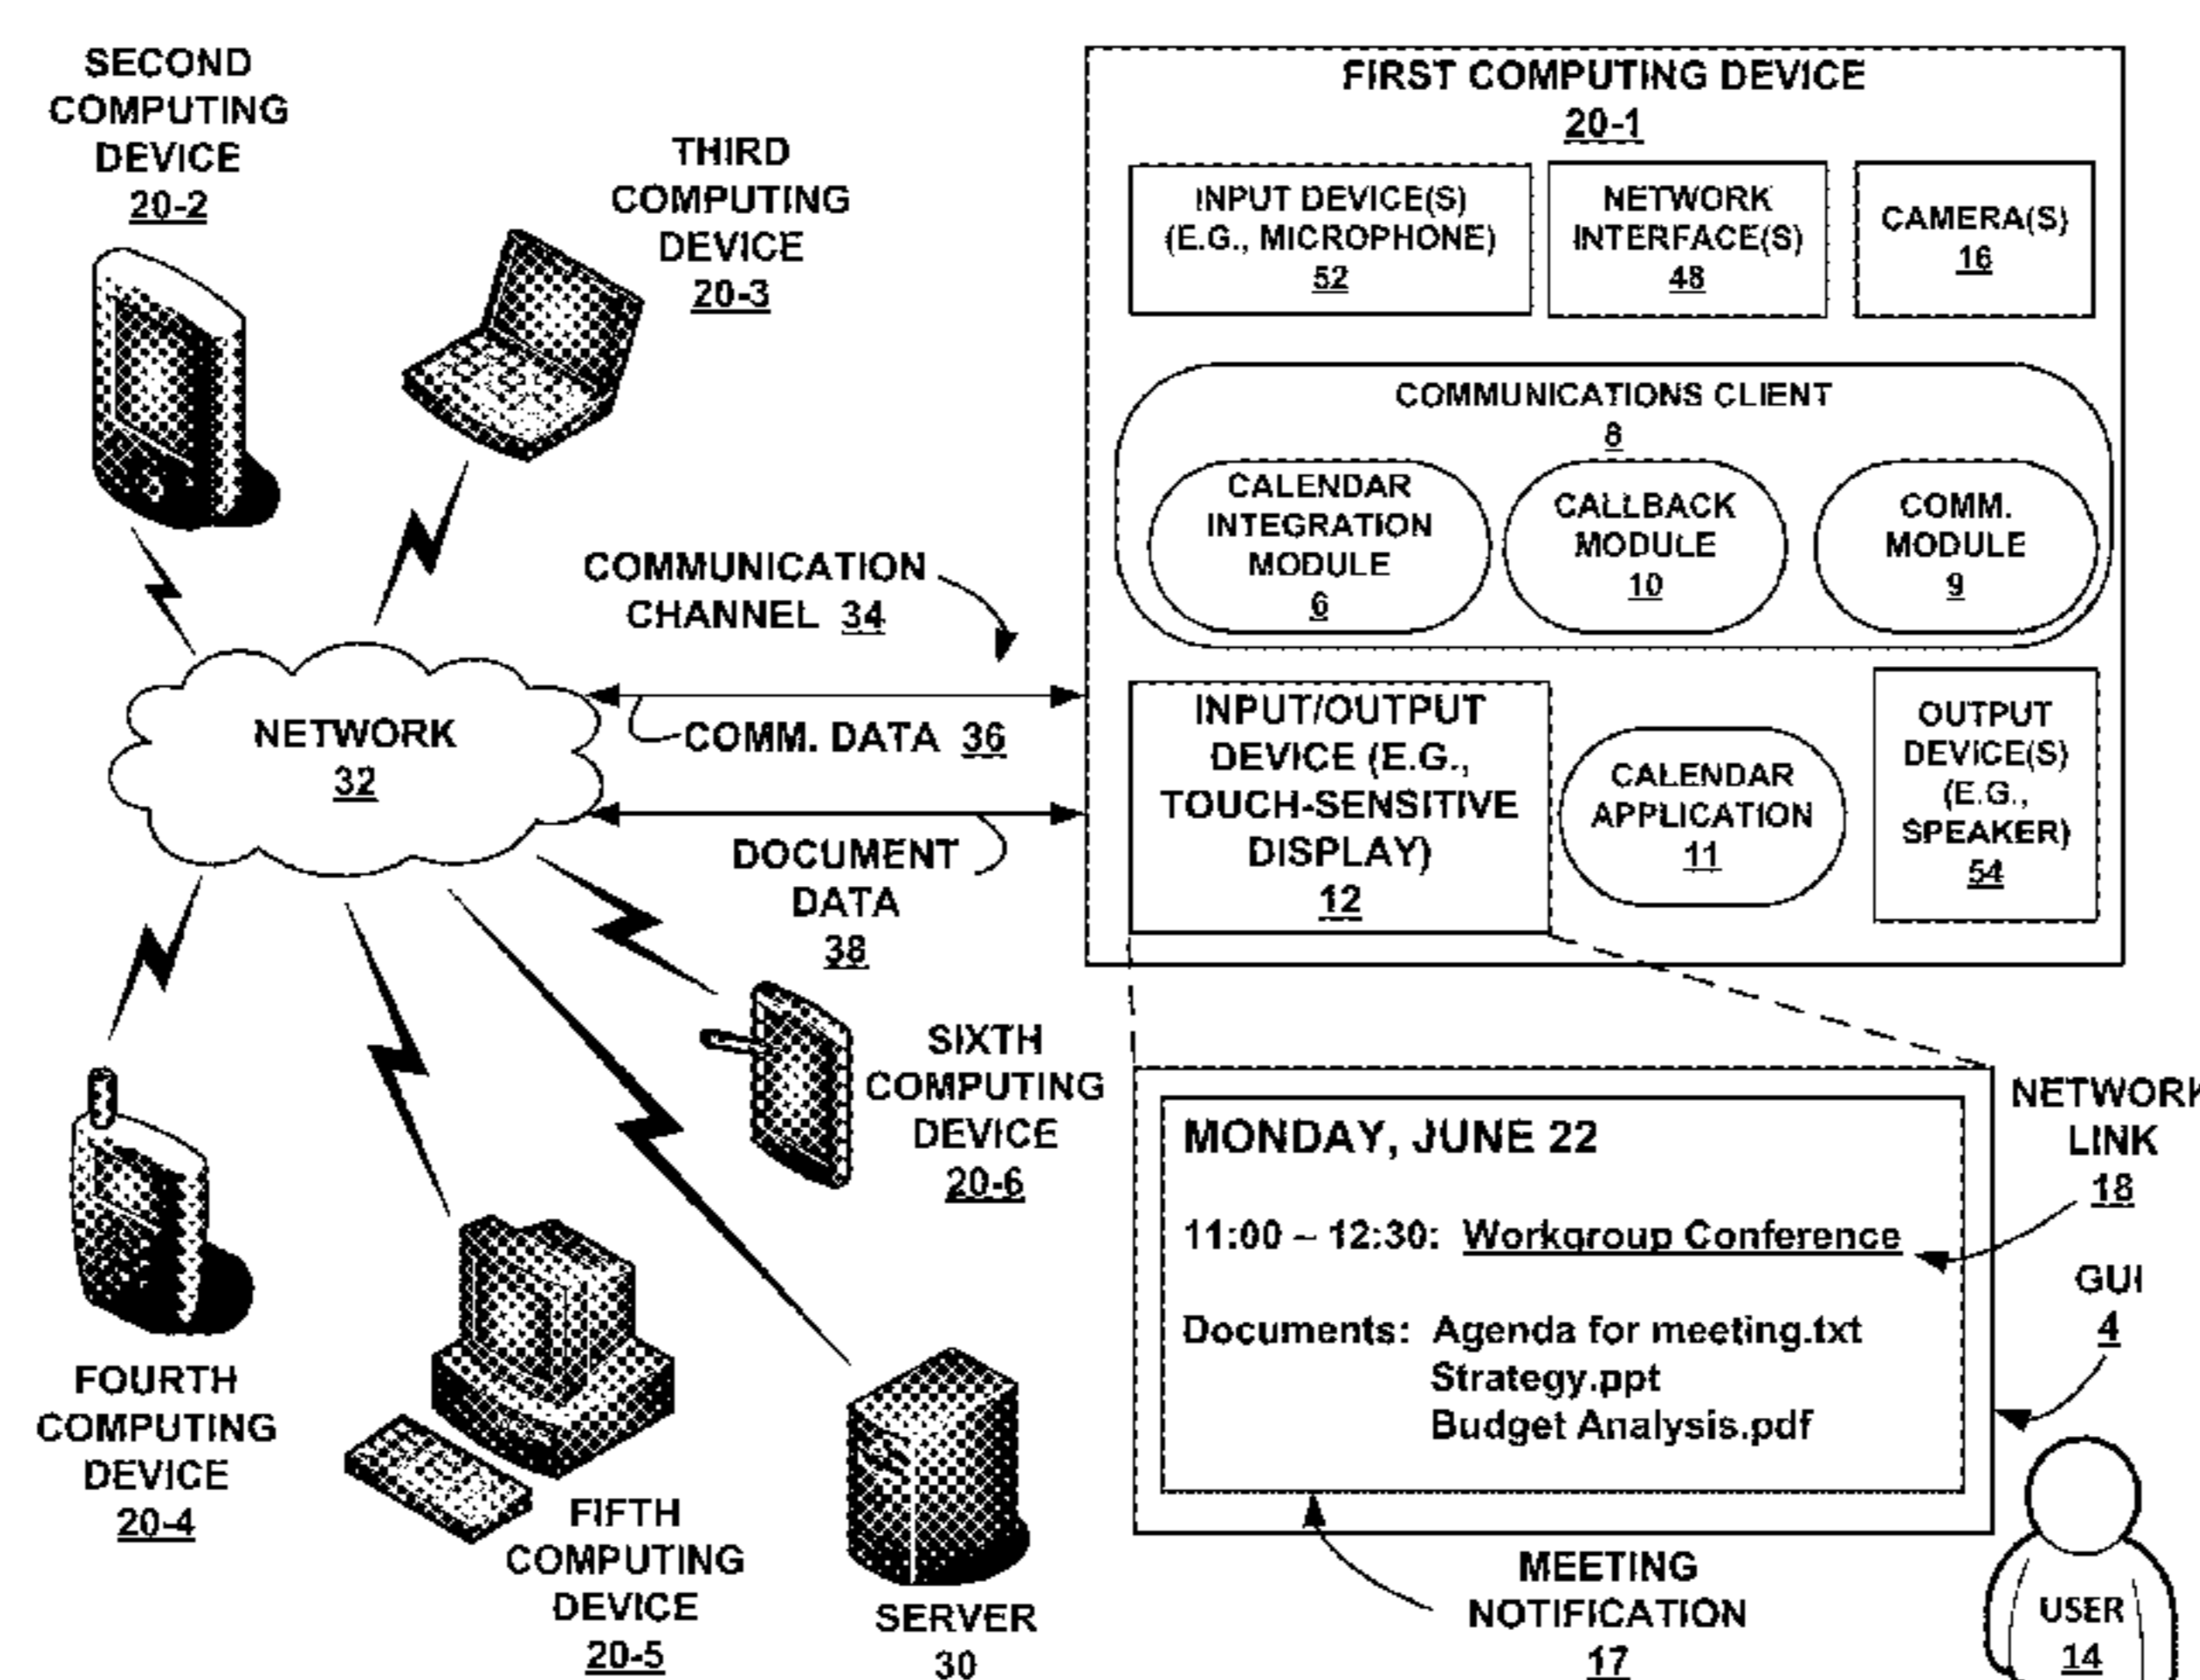 SECOND
COMPUTING
DEVICE
20-2
THIRD
COMPUTING
DEVICE
20-3
FIRST COMPUTING DEVICE
20-1
INPUT DEVICE(S)
(E.G., MICROPHONE)
52
NETWORK
INTERFACE(S)
48
CAMERA(S)
16
COMMUNICATIONS CLIENT
8
CALENDAR
INTEGRATION
MODULE
6
CALLBACK
MODULE
10
COMM.
MODULE
9
COMMUNICATION
CHANNEL 34
NETWORK
32
COMM. DATA 36
DOCUMENT
DATA
38
INPUT/OUTPUT
DEVICE (E.G.,
TOUCH-SENSITIVE
DISPLAY)
12
CALENDAR
APPLICATION
11
OUTPUT
DEVICE(S)
(E.G.,
SPEAKER)
54
SIXTH
COMPUTING
DEVICE
20-6
MONDAY, JUNE 22
11:00 – 12:30: Workgroup Conference
Documents: Agenda for meeting.txt
Strategy.ppt
Budget Analysis.pdf
NETWORK
LINK
18
GUI
4
FOURTH
COMPUTING
DEVICE
20-4
FIFTH
COMPUTING
DEVICE
20-5
SERVER
30
MEETING
NOTIFICATION
17
USER
14